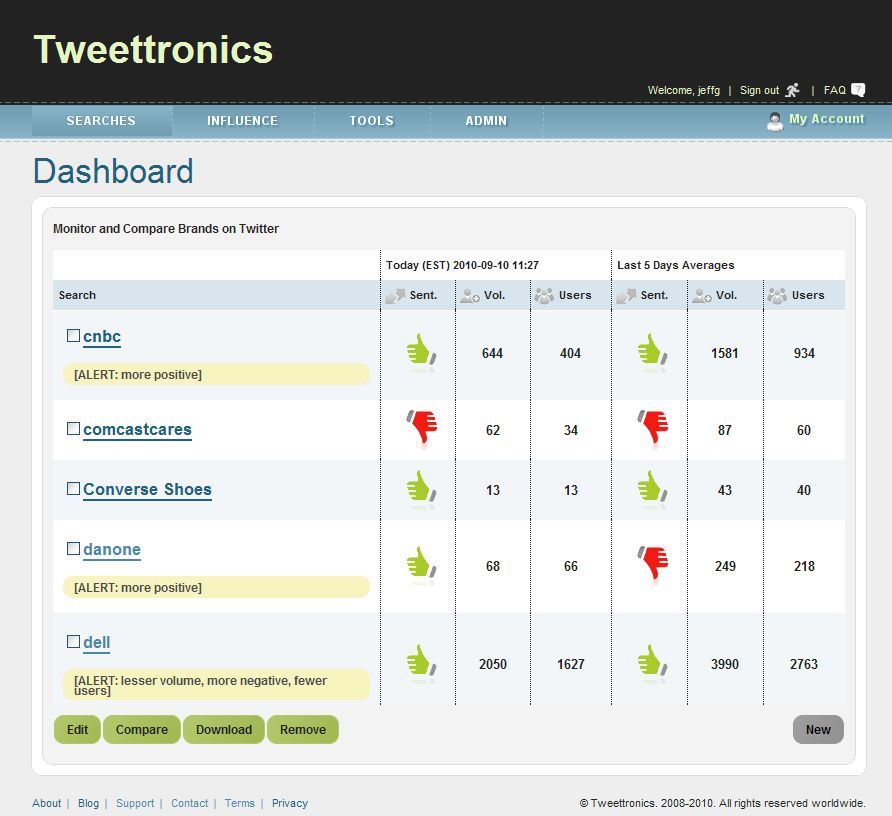 Tweettronics
Welcome, jeffg | Sign out | FAQ ?
SEARCHES INFLUENCE TOOLS ADMIN My Account
Dashboard
Monitor and Compare Brands on Twitter
Today (EST) 2010-09-10 11:27 Last 5 Days Averages
Search Sent. Vol. Users Sent. Vol. Users
cnbc
644 404 1581 934
[ALERT: more positive]
comcastcares 62 34 87 60
Converse Shoes 13 13 43 40
danone
68 66 249 218
[ALERT: more positive]
dell
2050 1627 3990 2763
[ALERT: lesser volume, more negative, fewer
users]
Edit Compare Download Remove New
About | Blog | Support | Contact | Terms | Privacy © Tweettronics. 2008-2010. All rights reserved worldwide.